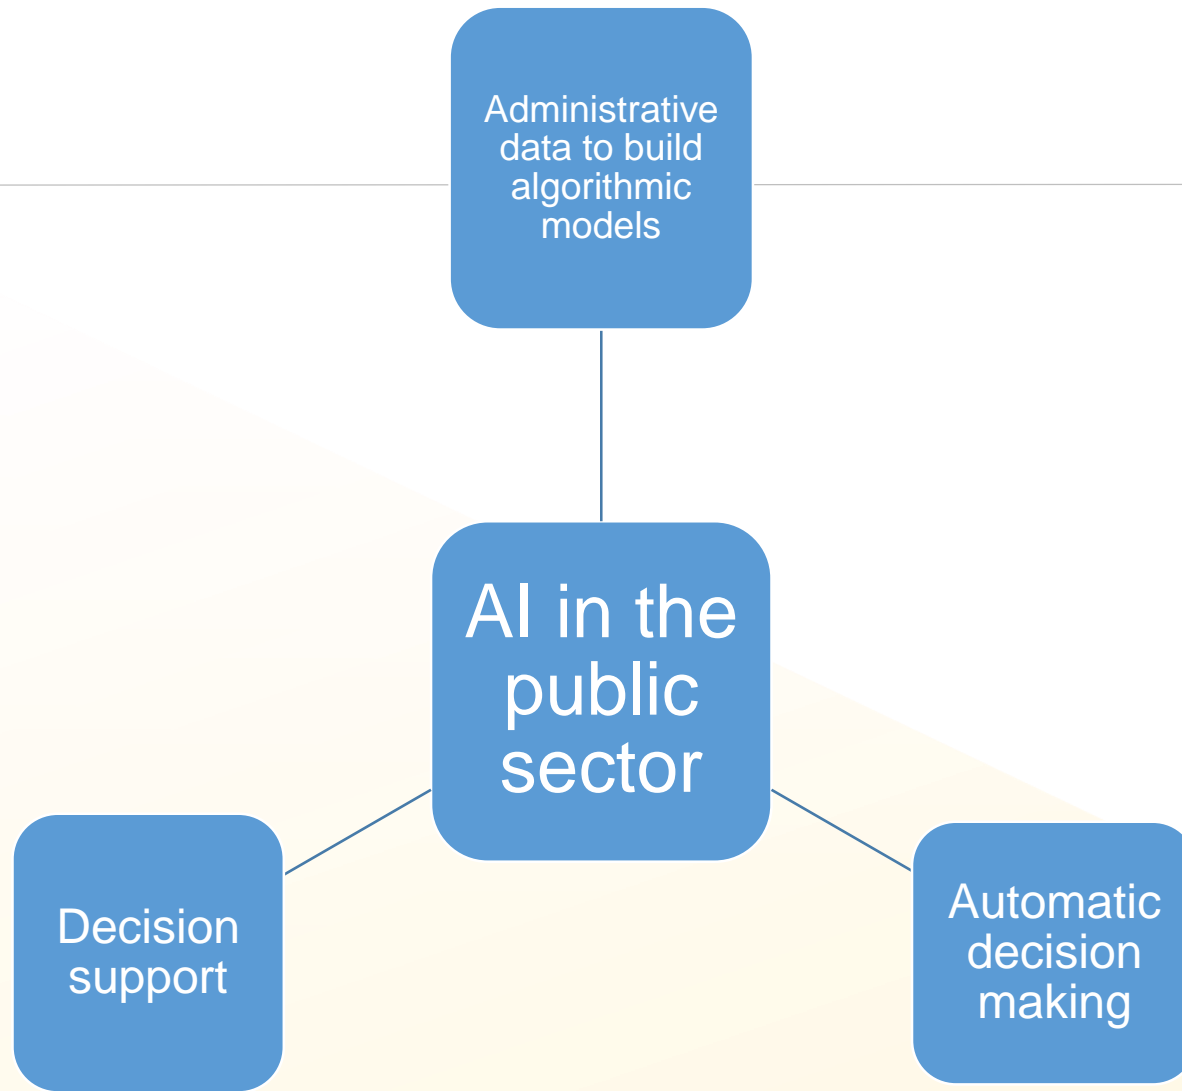 Administrative
data to build
algorithmic
models
AI in the
public
sector
Decision
support
Automatic
decision
making